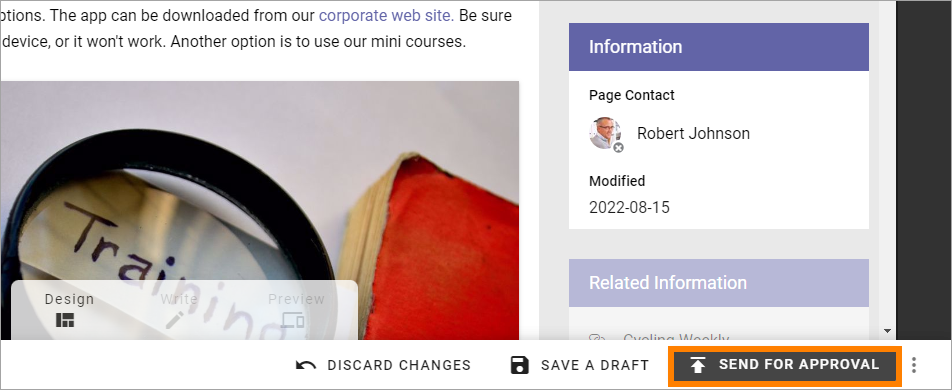 ptions. The app can be downloaded from our corporate web site. Be sure
device, or it won't work. Another option is to use our mini courses.
Information
Page Contact
Robert Johnson
Modified
2022-08-15
Training
Design Write Preview
Related Information
Cycling Weekly
DISCARD CHANGES SAVE A DRAFT SEND FOR APPROVAL